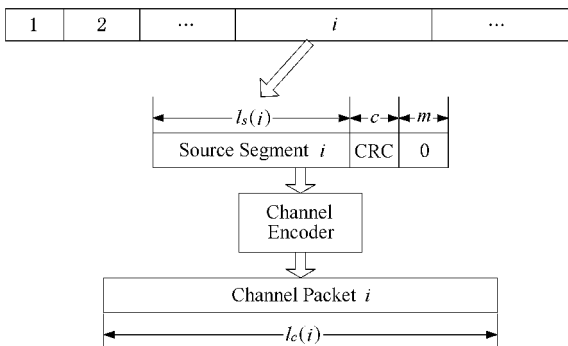 1 2 ... i ...
l_s(i) c m
Source Segment i CRC 0
Channel
Encoder
Channel Packet i
l_c(i)